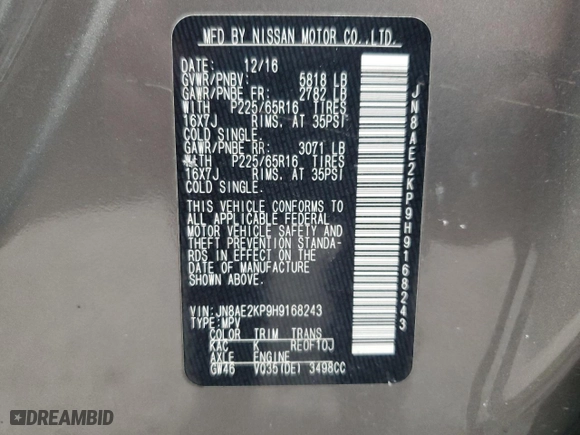 MFD BY NISSAN MOTOR CO.,LTD.
DATE: 12/16
GVWR/PNBV: 5818 LB
GAWR/PNBE FR: 2782 LB
WITH P225/65R16 TIRES
16X7J RIMS, AT 35PSI
COLD SINGLE.
GAWR/PNBE RR: 3071 LB
WITH P225/65R16 TIRES
16X7J RIMS, AT 35PSI
COLD SINGLE.
THIS VEHICLE CONFORMS TO
ALL APPLICABLE FEDERAL
MOTOR VEHICLE SAFETY AND
THEFT PREVENTION STANDA-
RDS IN EFFECT ON THE
DATE OF MANUFACTURE
SHOWN ABOVE.
VIN: JN8AE2KP9H9168243
TYPE: MPV
COLOR TRIM TRANS
KAC K RE0F10J
AXLE ENGINE
GW46 VQ35(DE) 3498CC
JN8AE2KP9H9168243
DREAMBID